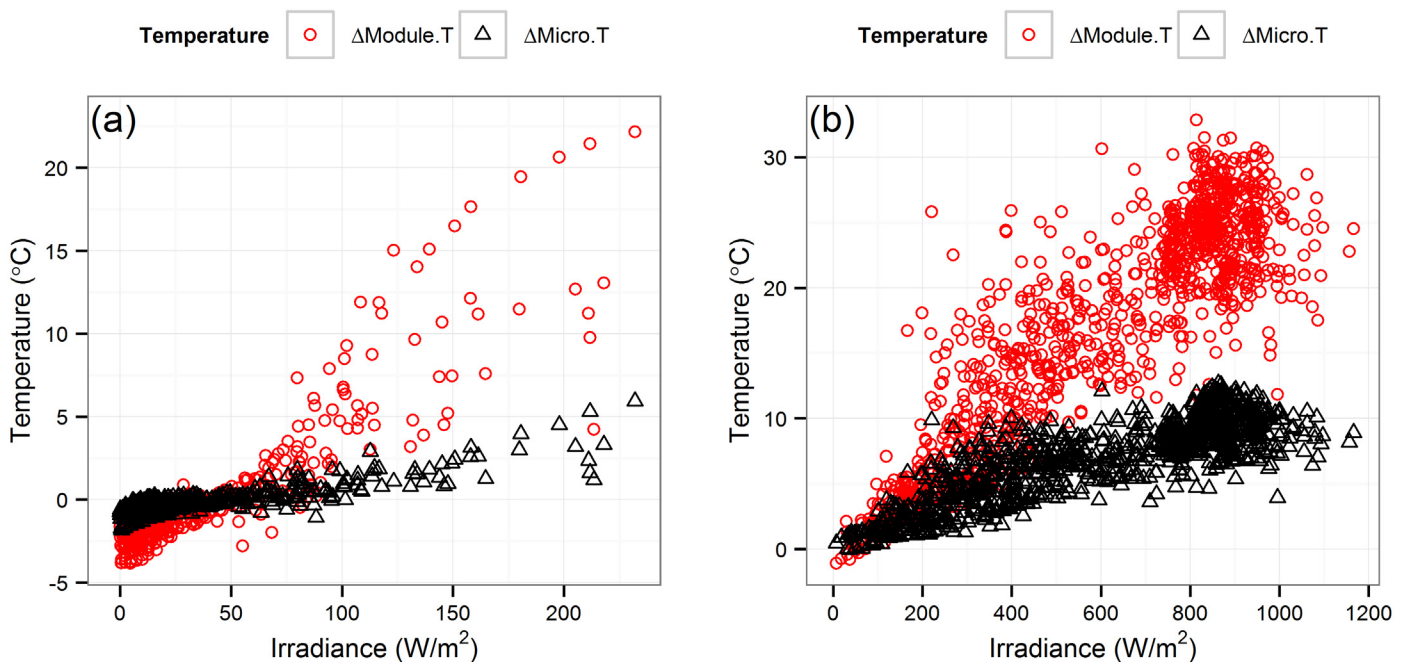 Temperature ΔModule.T ΔMicro.T
(a)
20
15
10
5
0
-5
Temperature (°C)
0 50 100 150 200
Irradiance (W/m²)
Temperature ΔModule.T ΔMicro.T
(b)
30
20
10
0
Temperature (°C)
0 200 400 600 800 1000 1200
Irradiance (W/m²)